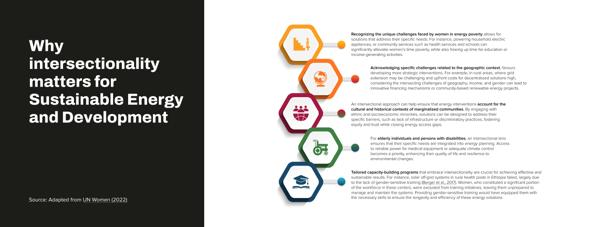 Why
intersectionality
matters for
Sustainable Energy
and Development
Source: Adapted from UN Women (2022)
Recognizing the unique challenges faced by women in energy poverty allows for
solutions that address their specific needs. For instance, powering household electric
appliances, or community services such as health services and schools can
significantly alleviate women's time poverty, while also freeing up time for education or
income-generating activities.
Acknowledging specific challenges related to the geographic context, favours
developing more strategic interventions. For example, in rural areas, where grid
extension may be challenging and upfront costs for decentralised solutions high,
considering the intersecting challenges of geography, income, and gender can lead to
innovative financing mechanisms or community-based renewable energy projects.
An intersectional approach can help ensure that energy interventions account for the
cultural and historical contexts of marginalised communities. By engaging with
ethnic and socioeconomic minorities, solutions can be designed to address their
specific barriers, such as lack of infrastructure or discriminatory practices, fostering
equity and trust while closing energy access gaps.
For elderly individuals and persons with disabilities, an intersectional lens
ensures that their specific needs are integrated into energy planning. Access
to reliable power for medical equipment or adequate climate control
becomes a priority, enhancing their quality of life and resilience to
environmental changes.
Tailored capacity-building programs that embrace intersectionality are crucial for achieving effective and
sustainable results. For instance, solar off-grid systems in rural health posts in Ethiopia failed, largely due
to the lack of gender-sensitive training (Bergel et al., 2017). Women, who constituted a significant portion
of the workforce in these centers, were excluded from training initiatives, leaving them unprepared to
manage and maintain the systems. Providing gender-sensitive training would have equipped them with
the necessary skills to ensure the longevity and efficiency of these energy solutions.